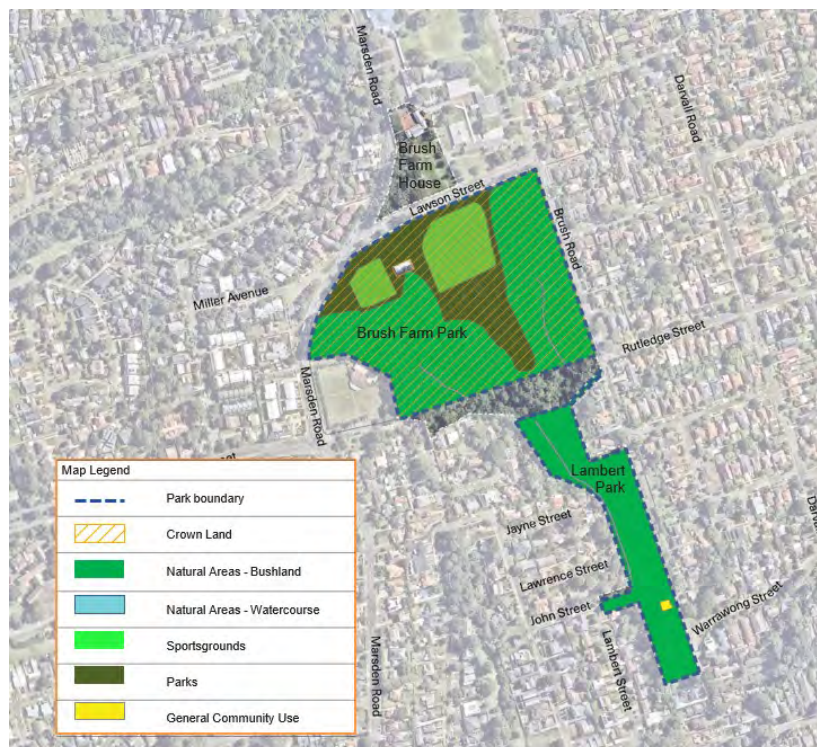 Marsden Road
Darvall Road
Brush
Farm
House
Lawson Street
Brush Road
Miller Avenue
Brush Farm Park
Rutledge Street
Marsden Road
Lambert
Park
Jayne Street
Lawrence Street
John Street
Warrawong Street
Lambert Street
Marsden Road
Map Legend
Park boundary
Crown Land
Natural Areas - Bushland
Natural Areas - Watercourse
Sportsgrounds
Parks
General Community Use